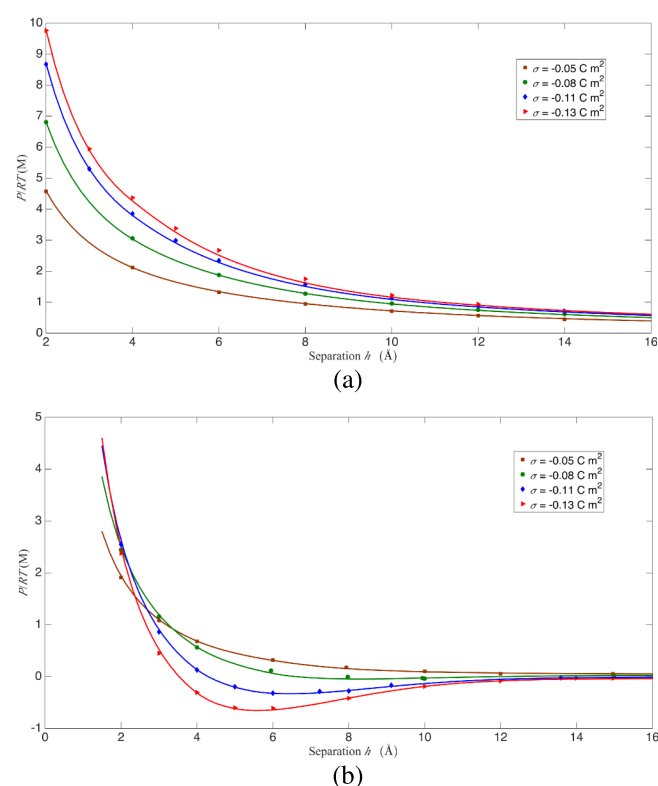 10
9
8
7
6
5
4
3
2
1
0
P/RT(M)
σ = -0.05 C m²
σ = -0.08 C m²
σ = -0.11 C m²
σ = -0.13 C m²
2 4 6 8 10 12 14 16
Separation h (Å)
(a)
5
4
3
2
1
0
-1
P/RT(M)
σ = -0.05 C m²
σ = -0.08 C m²
σ = -0.11 C m²
σ = -0.13 C m²
0 2 4 6 8 10 12 14 16
Separation h (Å)
(b)